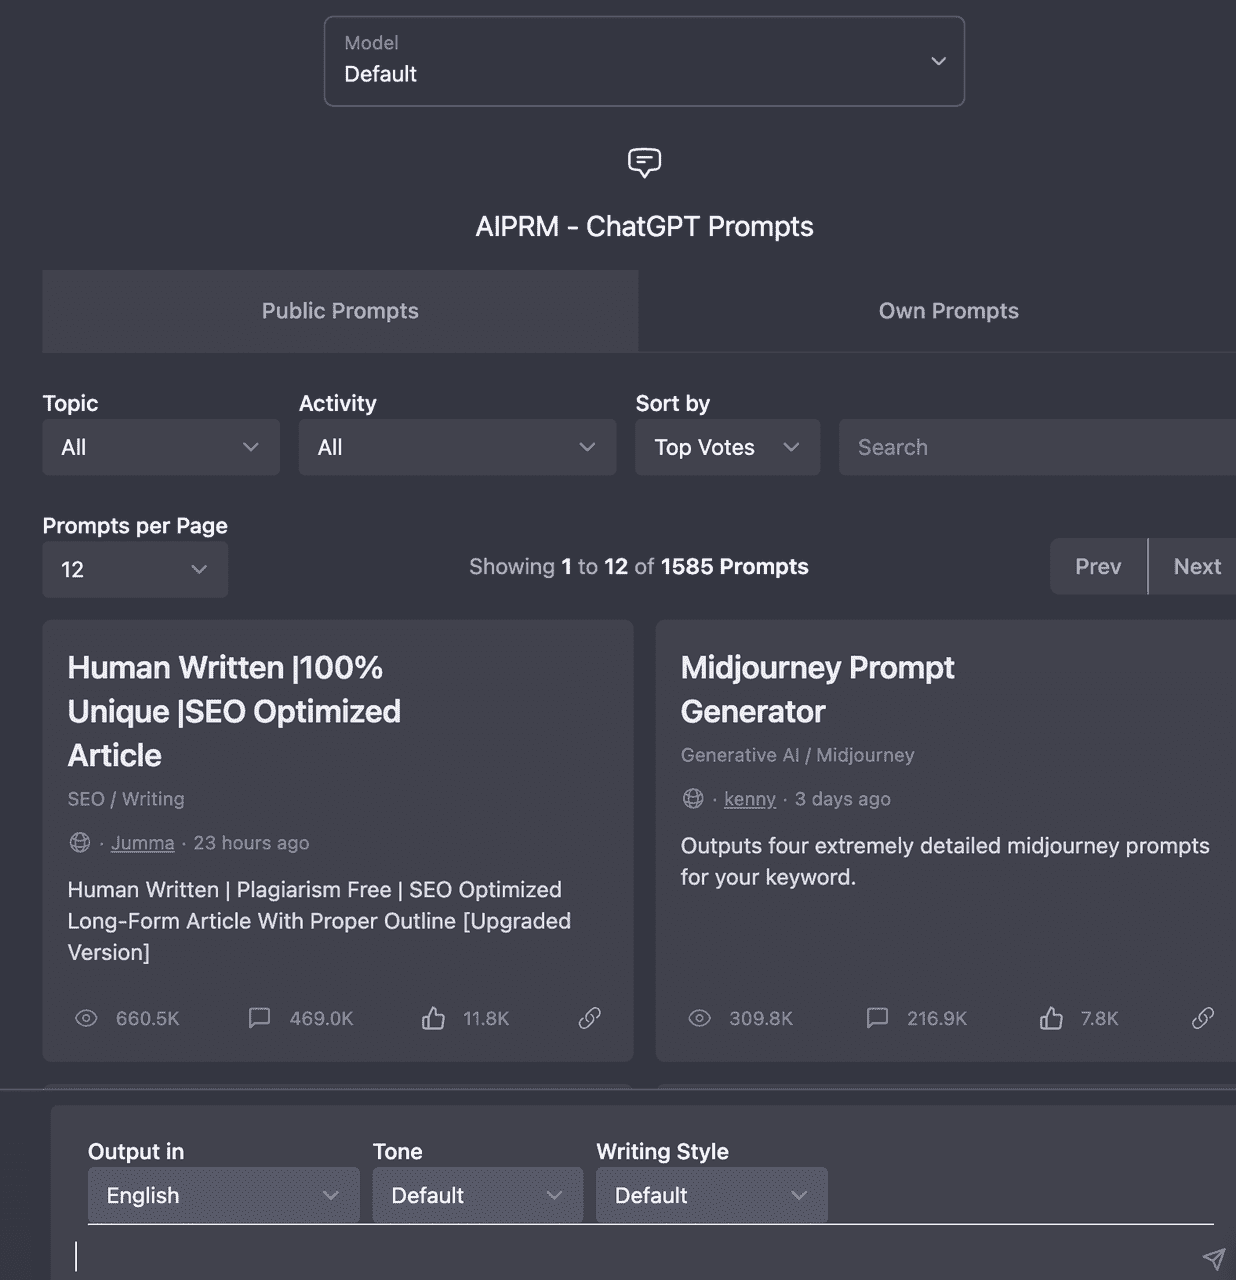 Model
Default
AIPRM - ChatGPT Prompts
Public Prompts
Own Prompts
Topic
Activity
Sort by
All
All
Top Votes
Search
Prompts per Page
12
Showing 1 to 12 of 1585 Prompts
Prev
Next
Human Written |100%
Unique |SEO Optimized
Article
SEO / Writing
· Jumma · 23 hours ago
Human Written | Plagiarism Free | SEO Optimized
Long-Form Article With Proper Outline [Upgraded
Version]
660.5K
469.0K
11.8K
Midjourney Prompt
Generator
Generative AI / Midjourney
· kenny · 3 days ago
Outputs four extremely detailed midjourney prompts
for your keyword.
309.8K
216.9K
7.8K
Output in
Tone
Writing Style
English
Default
Default